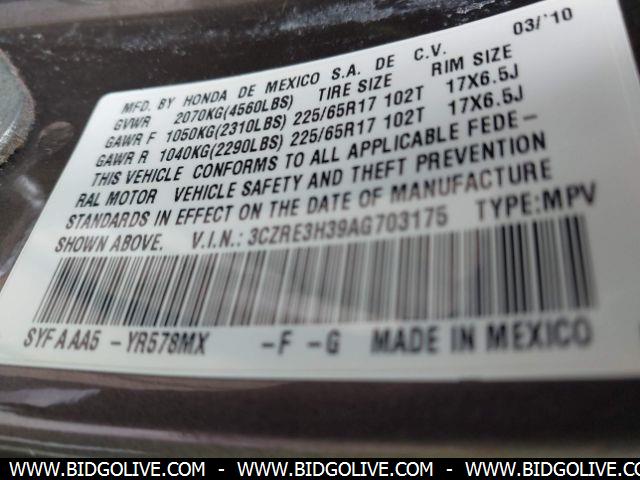 MFD. BY HONDA DE MEXICO S.A. DE C.V. 03/'10
GVWR 2070KG(4560LBS) TIRE SIZE RIM SIZE
GAWR F 1050KG(2310LBS) 225/65R17 102T 17X6.5J
GAWR R 1040KG(2290LBS) 225/65R17 102T 17X6.5J
THIS VEHICLE CONFORMS TO ALL APPLICABLE FEDE-
RAL MOTOR VEHICLE SAFETY AND THEFT PREVENTION
STANDARDS IN EFFECT ON THE DATE OF MANUFACTURE
SHOWN ABOVE. V.I.N.: 3CZRE3H39AG703175 TYPE:MPV
SYFAAA5 -YR578MX -F -G MADE IN MEXICO
WWW.BIDGOLIVE.COM - WWW.BIDGOLIVE.COM - WWW.BIDGOLIVE.COM